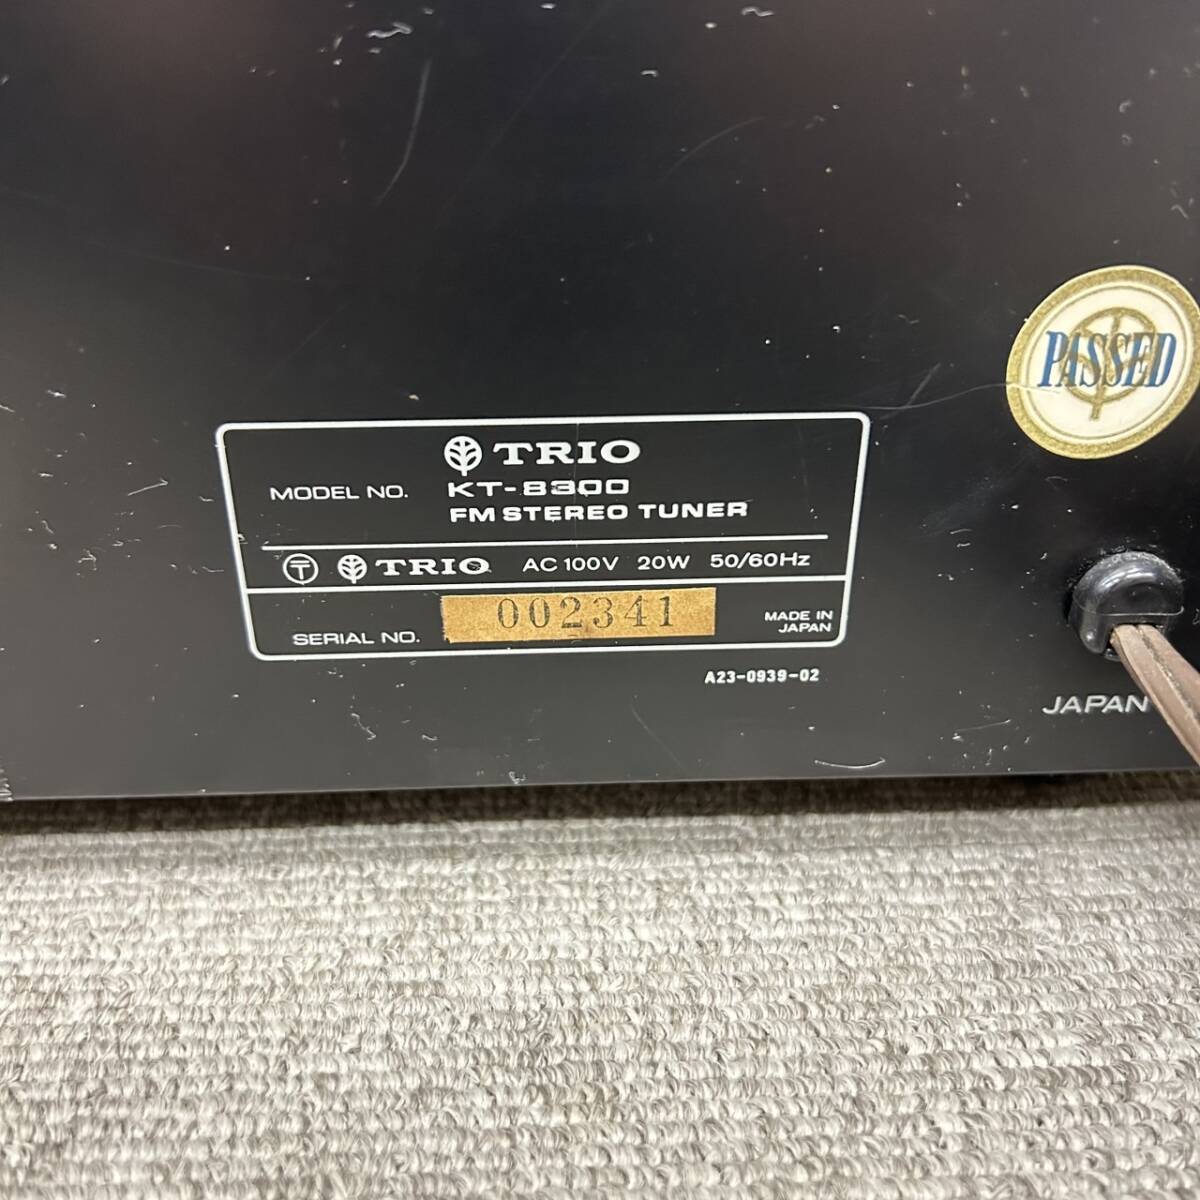 PASSED
TRIO
MODEL NO. KT-8300
FM STEREO TUNER
T TRIO AC 100V 20W 50/60Hz
SERIAL NO. 002341 MADE IN
JAPAN
A23-0939-02
JAPAN